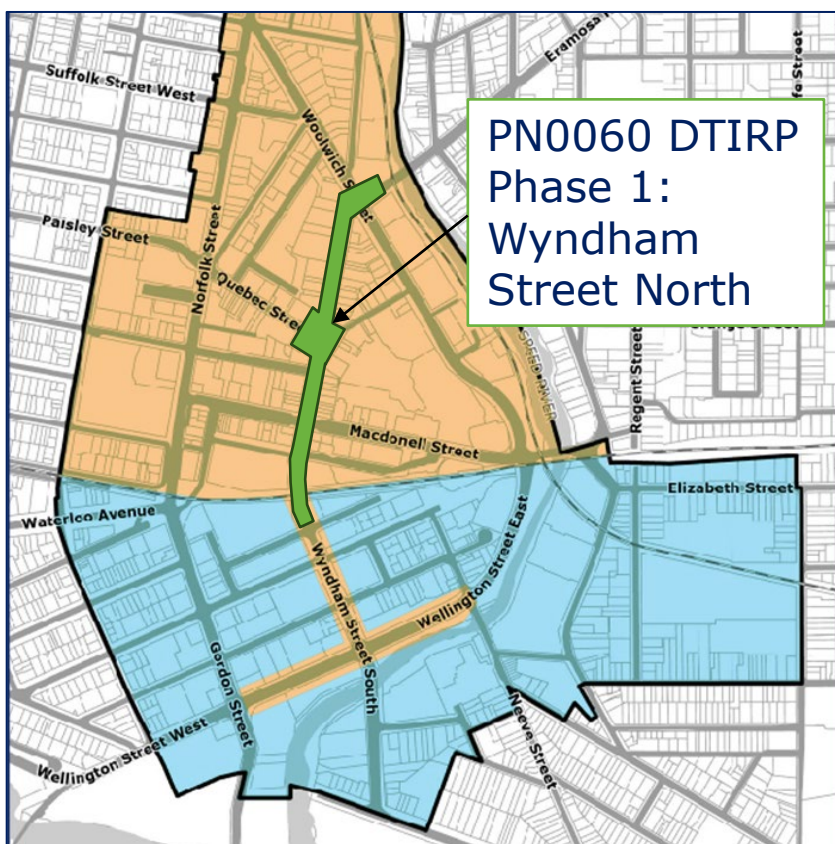 Suffolk Street West
Eramosa
Woolwich Street
PN0060 DTIRP
Phase 1:
Wyndham
Street North
Paisley Street
Norfolk Street
Quebec Street
SPEED RIVER
Regent Street
Macdonell Street
Waterloo Avenue
Elizabeth Street
Wyndham Street South
Wellington Street East
Gordon Street
Neeve Street
Wellington Street West